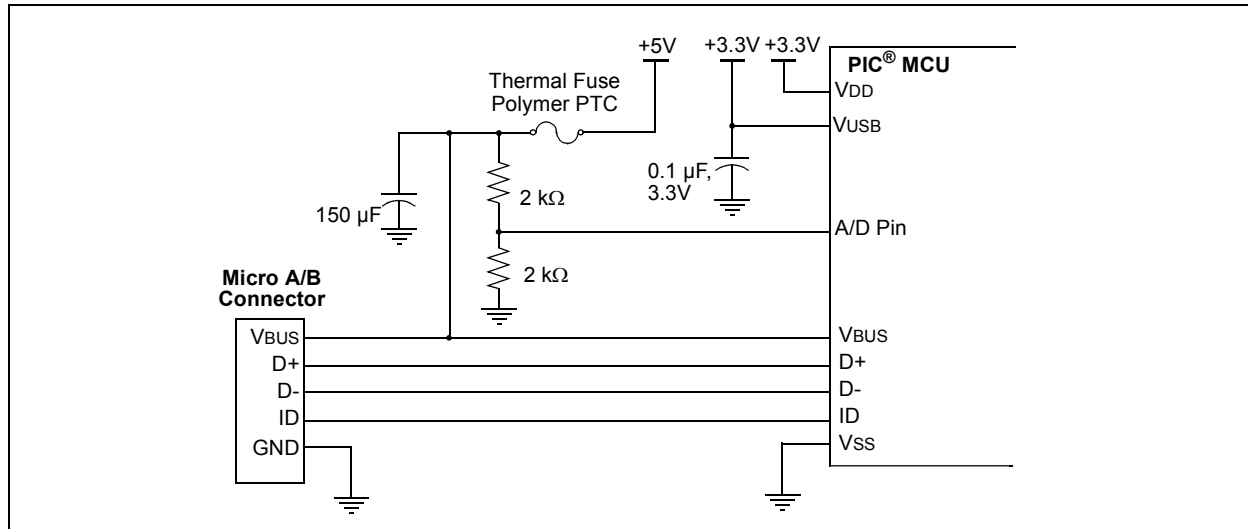 +5V
+3.3V
+3.3V
PIC® MCU
VDD
Thermal Fuse
Polymer PTC
VUSB
0.1 µF,
3.3V
2 kΩ
150 µF
A/D Pin
2 kΩ
Micro A/B
Connector
VBUS
D+
D-
ID
GND
VBUS
D+
D-
ID
VSS